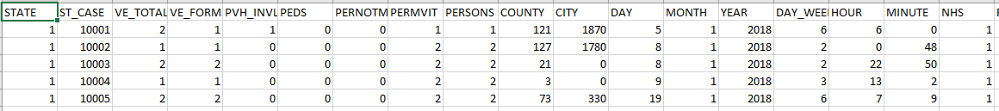 STATE ST_CASE VE_TOTAL VE_FORM PVH_INVL PEDS PERNOTM PERMVIT PERSONS COUNTY CITY DAY MONTH YEAR DAY_WEE HOUR MINUTE NHS
1 10001 2 1 1 0 0 1 1 121 1870 5 1 2018 6 6 0 1
1 10002 1 1 0 0 0 2 2 127 1780 8 1 2018 2 0 48 1
1 10003 2 2 0 0 0 2 2 21 0 8 1 2018 2 22 50 1
1 10004 1 1 0 0 0 2 2 3 0 9 1 2018 3 13 2 1
1 10005 2 2 0 0 0 2 2 73 330 19 1 2018 6 7 9 1